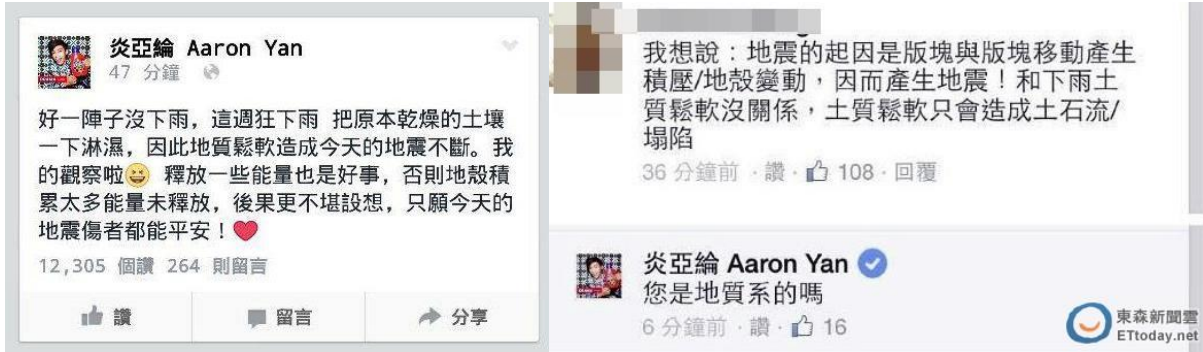 炎亞綸 Aaron Yan
47 分鐘
好一陣子沒下雨，這週狂下雨 把原本乾燥的土壤
一下淋濕，因此地質鬆軟造成今天的地震不斷。我
的觀察啦 釋放一些能量也是好事，否則地殼積
累太多能量未釋放，後果更不堪設想，只願今天的
地震傷者都能平安！
12,305 個讚 264 則留言
讚 留言 分享
我想說：地震的起因是版塊與版塊移動產生
積壓/地殼變動，因而產生地震！和下雨土
質鬆軟沒關係，土質鬆軟只會造成土石流/
塌陷
36 分鐘前 · 讚 · 108 · 回覆
炎亞綸 Aaron Yan
您是地質系的嗎
6 分鐘前 · 讚 · 16
東森新聞雲
ETtoday.net